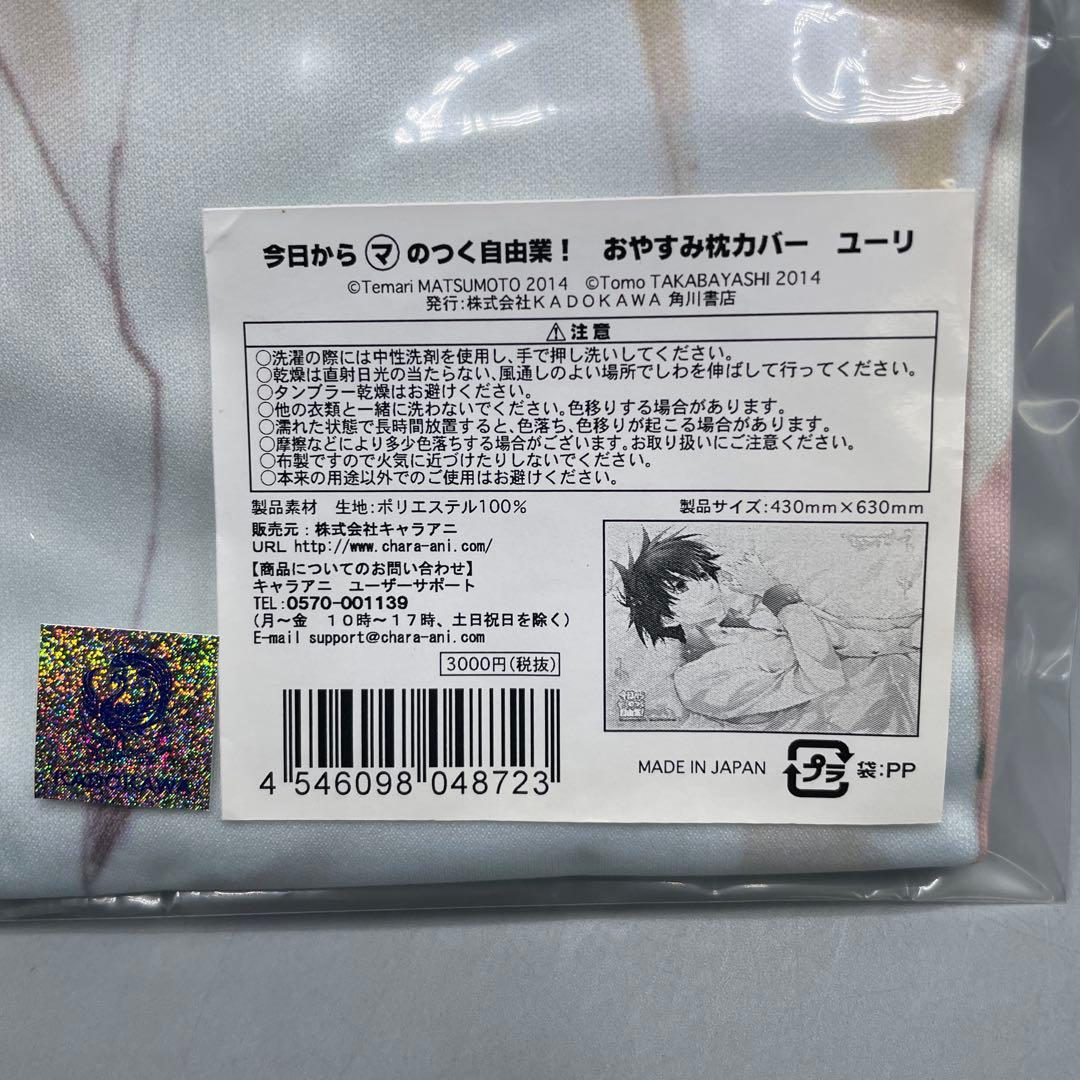 今日から㋮のつく自由業！　おやすみ枕カバー　ユーリ
©Temari MATSUMOTO 2014　©Tomo TAKABAYASHI 2014
発行：株式会社KADOKAWA 角川書店
⚠注意
○洗濯の際には中性洗剤を使用し、手で押し洗いしてください。
○乾燥は直射日光の当たらない、風通しのよい場所でしわを伸ばして行ってください。
○タンブラー乾燥はお避けください。
○他の衣類と一緒に洗わないでください。色移りする場合があります。
○濡れた状態で長時間放置すると、色落ち、色移りが起こる場合があります。
○摩擦などにより多少色落ちする場合がございます。お取り扱いにご注意ください。
○布製ですので火気に近づけたりしないでください。
○本来の用途以外でのご使用はお避けください。
製品素材　生地：ポリエステル100%　製品サイズ：430mm×630mm
販売元：株式会社キャラアニ
URL http://www.chara-ani.com/
【商品についてのお問い合わせ】
キャラアニ　ユーザーサポート
TEL：0570-001139
（月～金　10時～17時、土日祝日を除く）
E-mail support@chara-ani.com
3000円（税抜）
4 546098 048723
MADE IN JAPAN
プラ
袋：PP
KADOKAWA